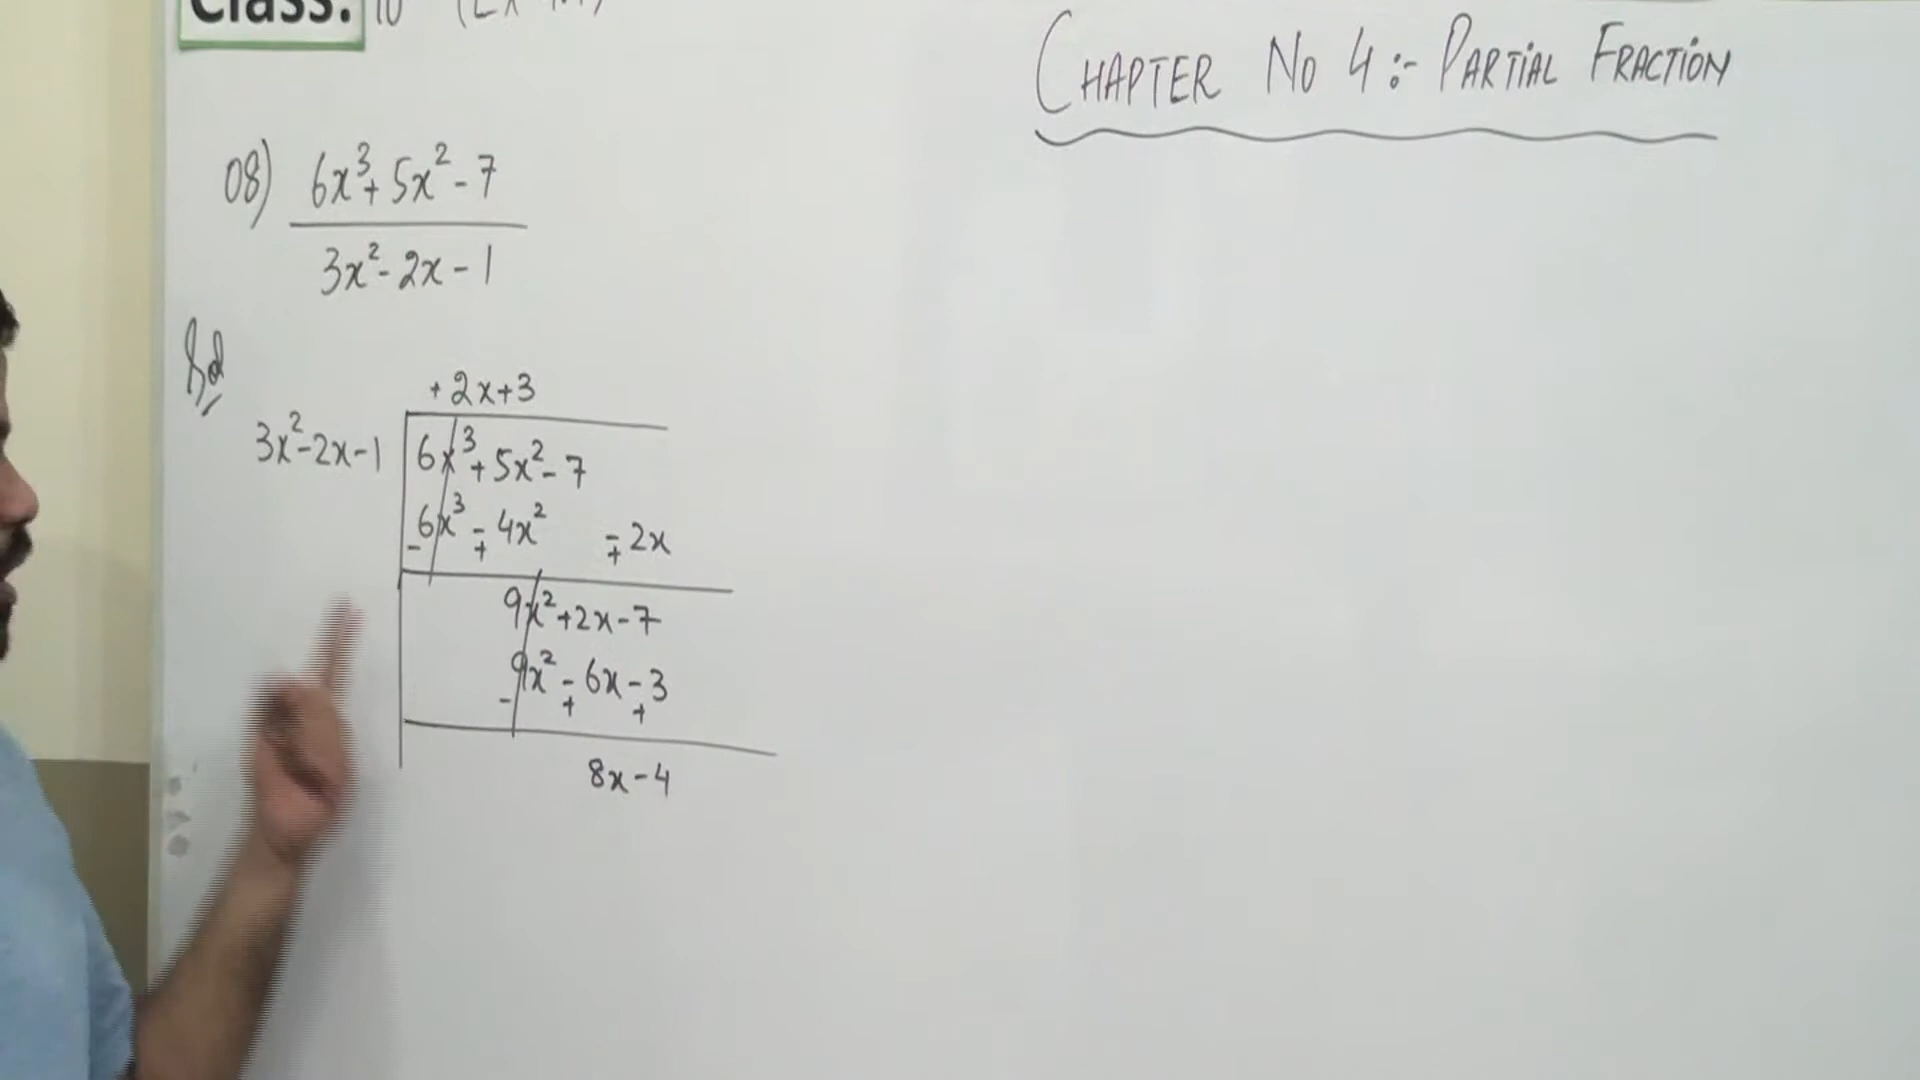 Class: 10
CHAPTER NO 4:- PARTIAL FRACTION
08) 6x³ + 5x² - 7
3x² - 2x - 1
Sol
+ 2x + 3
3x² - 2x - 1 6x³ + 5x² - 7
6x³ - 4x² - 2x
- + +
9x² + 2x - 7
9x² - 6x - 3
- + +
8x - 4